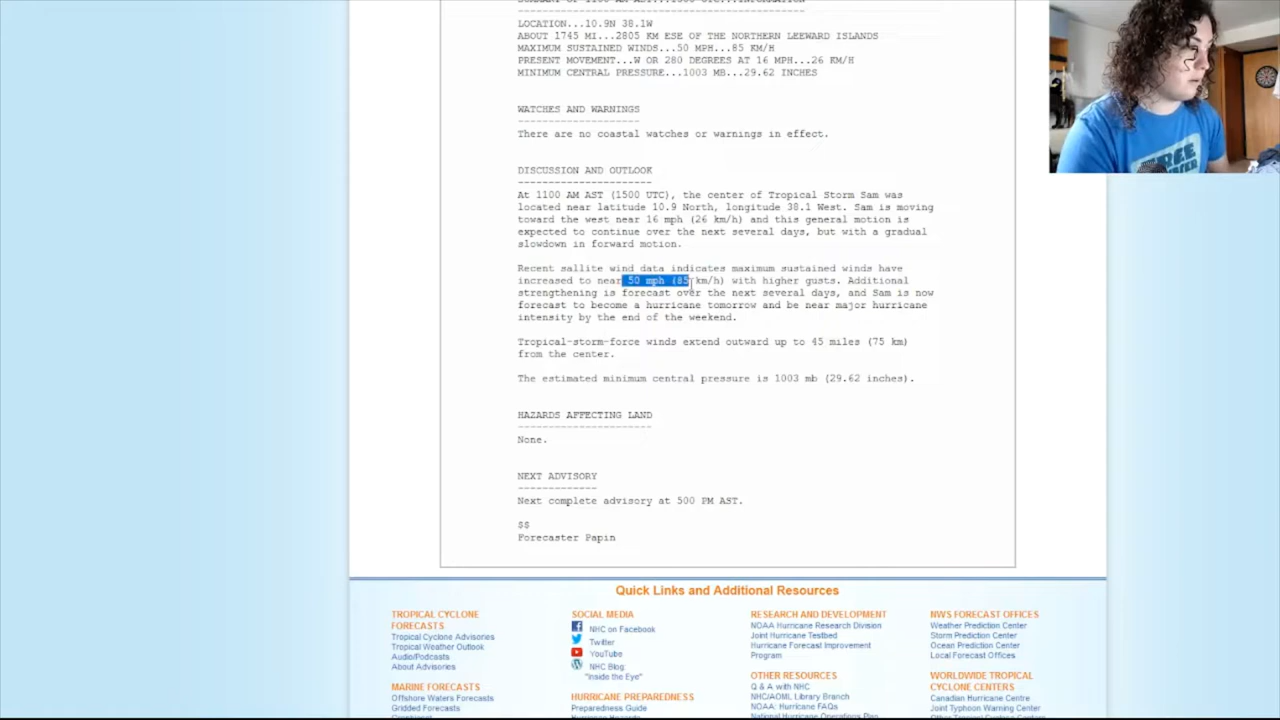 SUMMARY OF 1100 AM AST...1500 UTC...INFORMATION
----------------------------------------------
LOCATION...10.9N 38.1W
ABOUT 1745 MI...2805 KM ESE OF THE NORTHERN LEEWARD ISLANDS
MAXIMUM SUSTAINED WINDS...50 MPH...85 KM/H
PRESENT MOVEMENT...W OR 280 DEGREES AT 16 MPH...26 KM/H
MINIMUM CENTRAL PRESSURE...1003 MB...29.62 INCHES
WATCHES AND WARNINGS
--------------------
There are no coastal watches or warnings in effect.
DISCUSSION AND OUTLOOK
----------------------
At 1100 AM AST (1500 UTC), the center of Tropical Storm Sam was
located near latitude 10.9 North, longitude 38.1 West. Sam is moving
toward the west near 16 mph (26 km/h) and this general motion is
expected to continue over the next several days, but with a gradual
slowdown in forward motion.
Recent sallite wind data indicates maximum sustained winds have
increased to near 50 mph (85 km/h) with higher gusts. Additional
strengthening is forecast over the next several days, and Sam is now
forecast to become a hurricane tomorrow and be near major hurricane
intensity by the end of the weekend.
Tropical-storm-force winds extend outward up to 45 miles (75 km)
from the center.
The estimated minimum central pressure is 1003 mb (29.62 inches).
HAZARDS AFFECTING LAND
----------------------
None.
NEXT ADVISORY
-------------
Next complete advisory at 500 PM AST.
$$
Forecaster Papin
Quick Links and Additional Resources
TROPICAL CYCLONE
FORECASTS
Tropical Cyclone Advisories
Tropical Weather Outlook
Audio/Podcasts
About Advisories
MARINE FORECASTS
Offshore Waters Forecasts
Gridded Forecasts
SOCIAL MEDIA
NHC on Facebook
Twitter
YouTube
NHC Blog:
"Inside the Eye"
HURRICANE PREPAREDNESS
Preparedness Guide
RESEARCH AND DEVELOPMENT
NOAA Hurricane Research Division
Joint Hurricane Testbed
Hurricane Forecast Improvement
Program
OTHER RESOURCES
Q & A with NHC
NHC/AOML Library Branch
NOAA: Hurricane FAQs
National Hurricane Operations Plan
NWS FORECAST OFFICES
Weather Prediction Center
Storm Prediction Center
Ocean Prediction Center
Local Forecast Offices
WORLDWIDE TROPICAL
CYCLONE CENTERS
Canadian Hurricane Centre
Joint Typhoon Warning Center